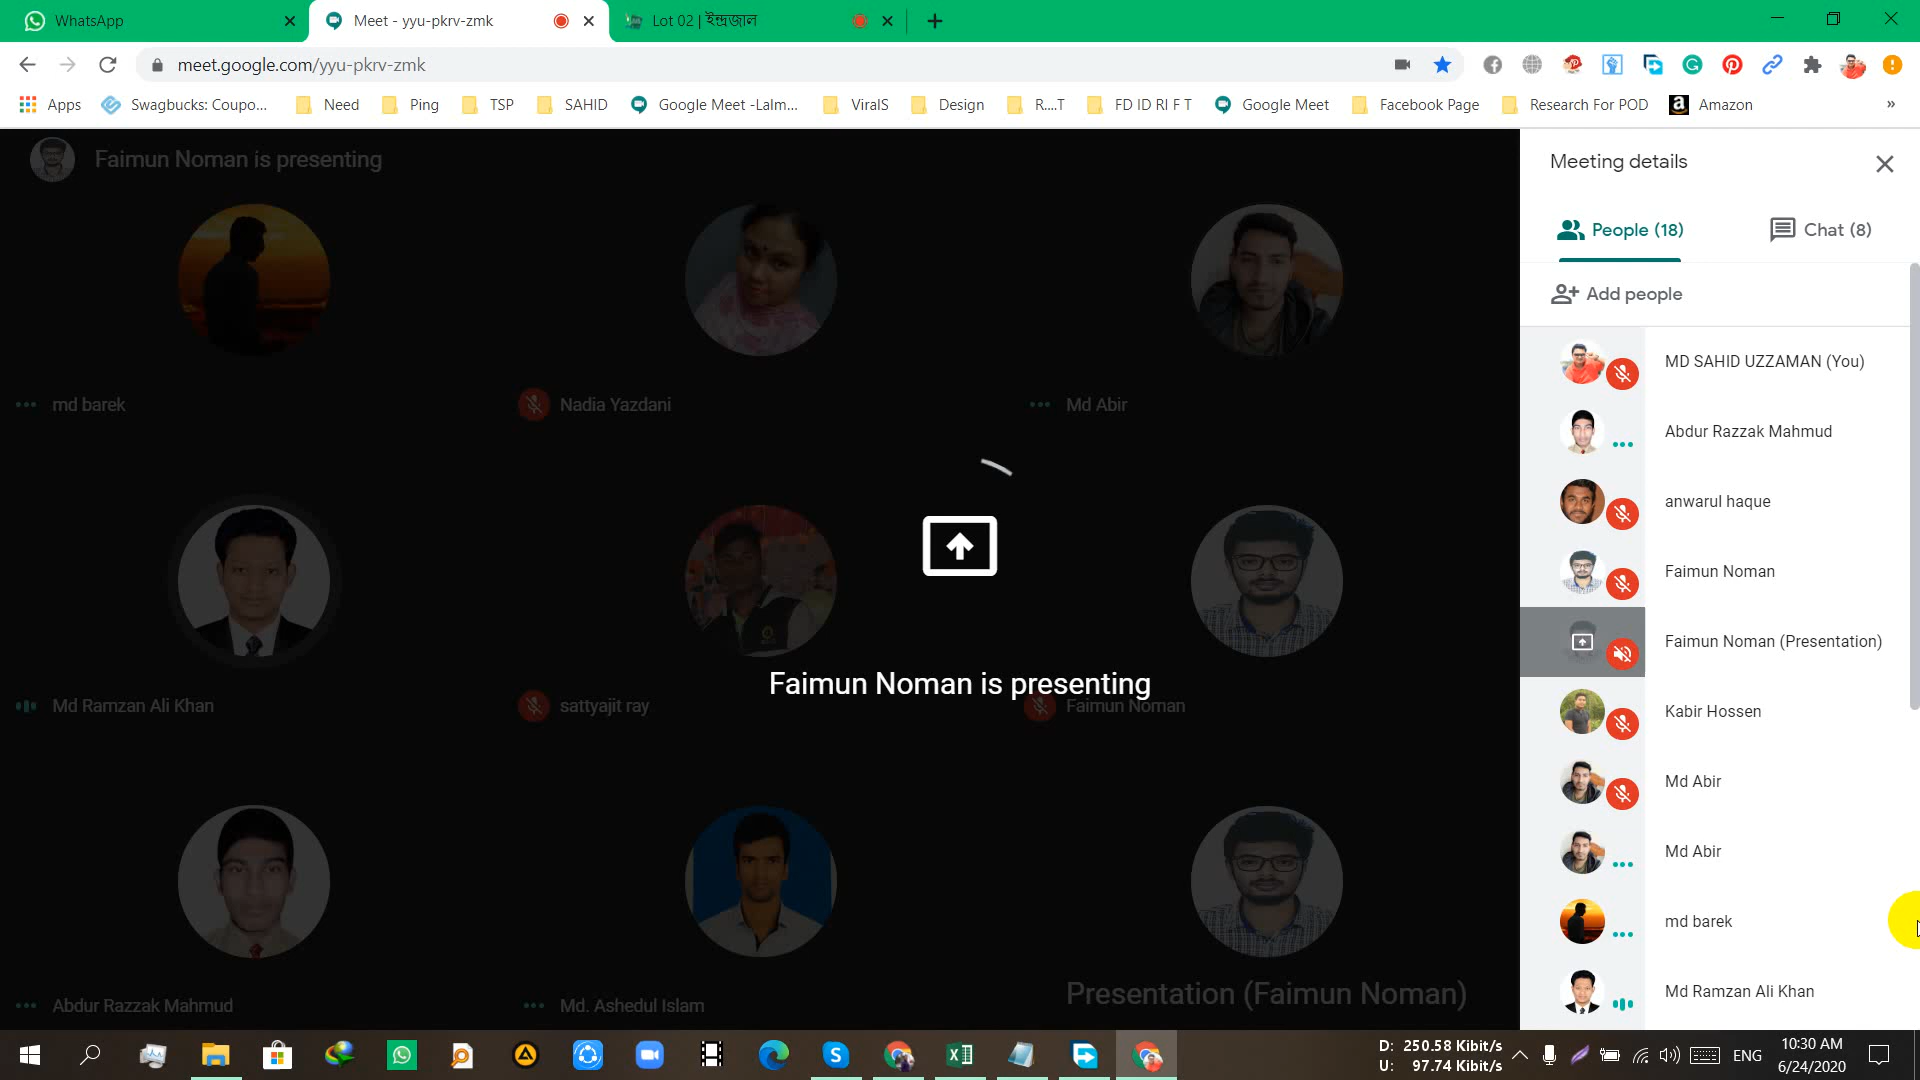 WhatsApp
Meet - yyu-pkrv-zmk
Lot 02 | ইন্দ্রজাল
meet.google.com/yyu-pkrv-zmk
Apps
Swagbucks: Coupo...
Need
Ping
TSP
SAHID
Google Meet -Lalm...
ViralS
Design
R....T
FD ID RI F T
Google Meet
Facebook Page
Research For POD
Amazon
»
Faimun Noman is presenting
md barek
Nadia Yazdani
Md Abir
Md Ramzan Ali Khan
sattyajit ray
Faimun Noman
Faimun Noman is presenting
Abdur Razzak Mahmud
Md. Ashedul Islam
Presentation (Faimun Noman)
Meeting details
People (18)
Chat (8)
Add people
MD SAHID UZZAMAN (You)
Abdur Razzak Mahmud
anwarul haque
Faimun Noman
Faimun Noman (Presentation)
Kabir Hossen
Md Abir
Md Abir
md barek
Md Ramzan Ali Khan
D: 250.58 Kibit/s
U: 97.74 Kibit/s
ENG
10:30 AM
6/24/2020